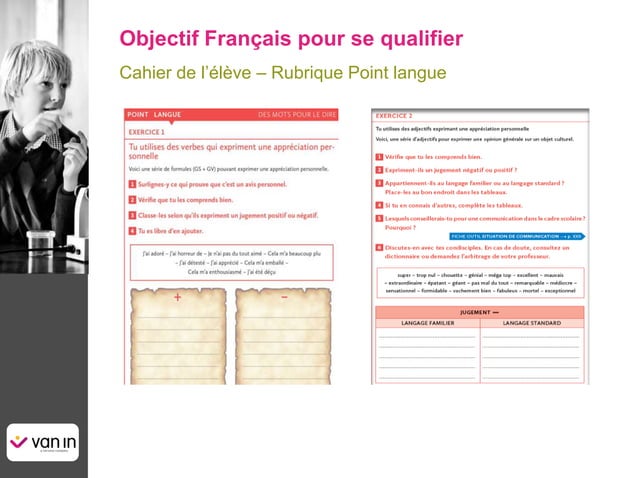 Objectif Français pour se qualifier
Cahier de l’élève – Rubrique Point langue
POINT LANGUE DES MOTS POUR LE DIRE
EXERCICE 1
Tu utilises des verbes qui expriment une appréciation per-
sonnelle
Voici une série de formules (GS + GV) pouvant exprimer une appréciation personnelle.
1 Surlignes-y ce qui prouve que c'est un avis personnel.
2 Vérifie que tu les comprends bien.
3 Classe-les selon qu'ils expriment un jugement positif ou négatif.
4 Tu es libre d'en ajouter.
J'ai adoré – J'ai horreur de – Je n'ai pas du tout aimé – Cela m'a beaucoup plu
– J'ai détesté – J'ai apprécié – Cela m'a emballé –
Cela m'a enthousiasmé – J'ai été déçu
+ –
EXERCICE 2
Tu utilises des adjectifs exprimant une appréciation personnelle
Voici, une série d'adjectifs pour exprimer une opinion générale sur un objet culturel.
1 Vérifie que tu les comprends bien.
2 Expriment-ils un jugement négatif ou positif ?
3 Appartiennent-ils au langage familier ou au langage standard ?
Place-les au bon endroit dans les tableaux.
4 Si tu en connais d'autres, complète les tableaux.
5 Lesquels conseillerais-tu pour une communication dans le cadre scolaire ?
Pourquoi ?
FICHE OUTIL SITUATION DE COMMUNICATION → p. XXX
6 Discutes-en avec tes condisciples. En cas de doute, consultez un
dictionnaire ou demandez l'arbitrage de votre professeur.
super – trop nul – chouette – génial – méga top – excellent – mauvais
– extraordinaire – épatant – géant – pas mal du tout – remarquable – médiocre –
sensationnel – formidable – vachement bien – fabuleux – mortel – exceptionnel
JUGEMENT —
LANGAGE FAMILIER LANGAGE STANDARD
van in